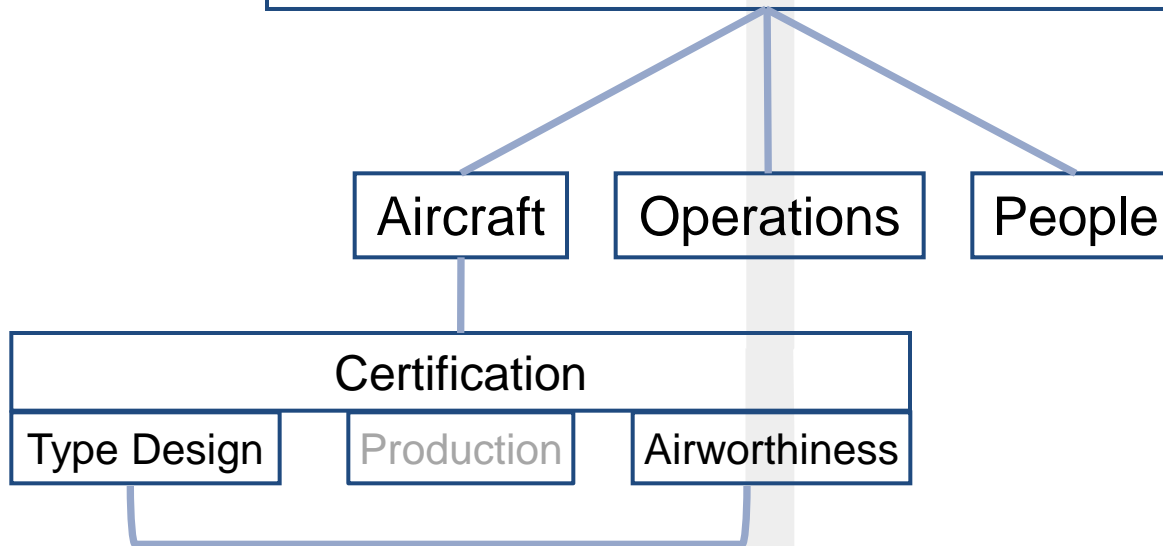 Aircraft Operations People
Certification
Type Design Production Airworthiness